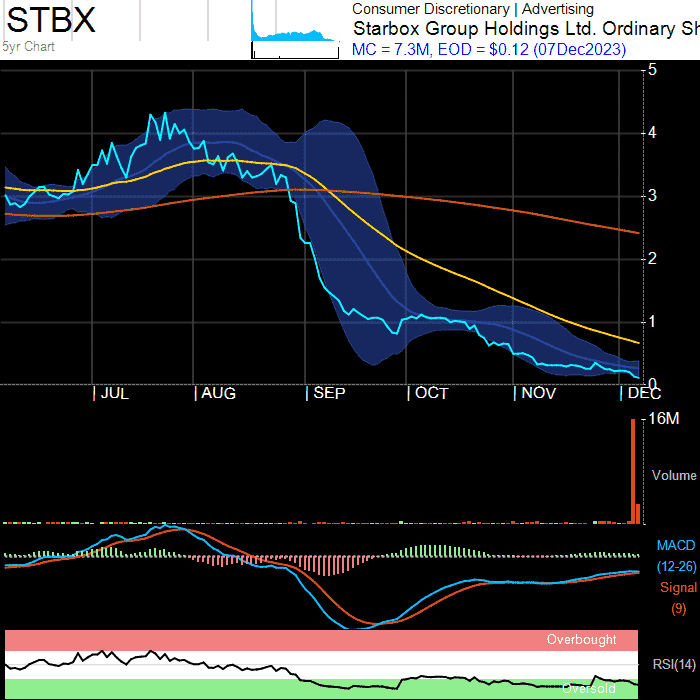 STBX
5yr Chart
Consumer Discretionary | Advertising
Starbox Group Holdings Ltd. Ordinary Sh
MC = 7.3M, EOD = $0.12 (07Dec2023)
5
4
3
2
1
0
JUL AUG SEP OCT NOV DEC
16M
Volume
MACD
(12-26)
Signal
(9)
Overbought
RSI(14)
Oversold